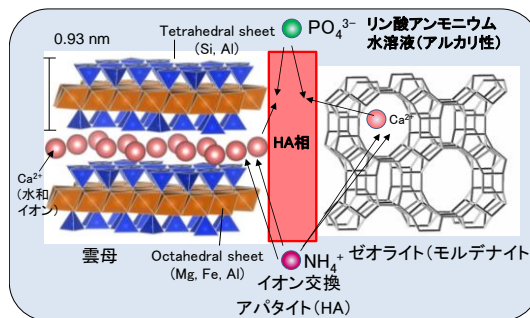 0.93 nm
Tetrahedral sheet
(Si, Al)
PO₄³⁻
リン酸アンモニウム
水溶液（アルカリ性）
HA相
Ca²⁺
Ca²⁺
（水和
イオン）
雲母
Octahedral sheet
(Mg, Fe, Al)
NH₄⁺
イオン交換
アパタイト（HA）
ゼオライト（モルデナイト